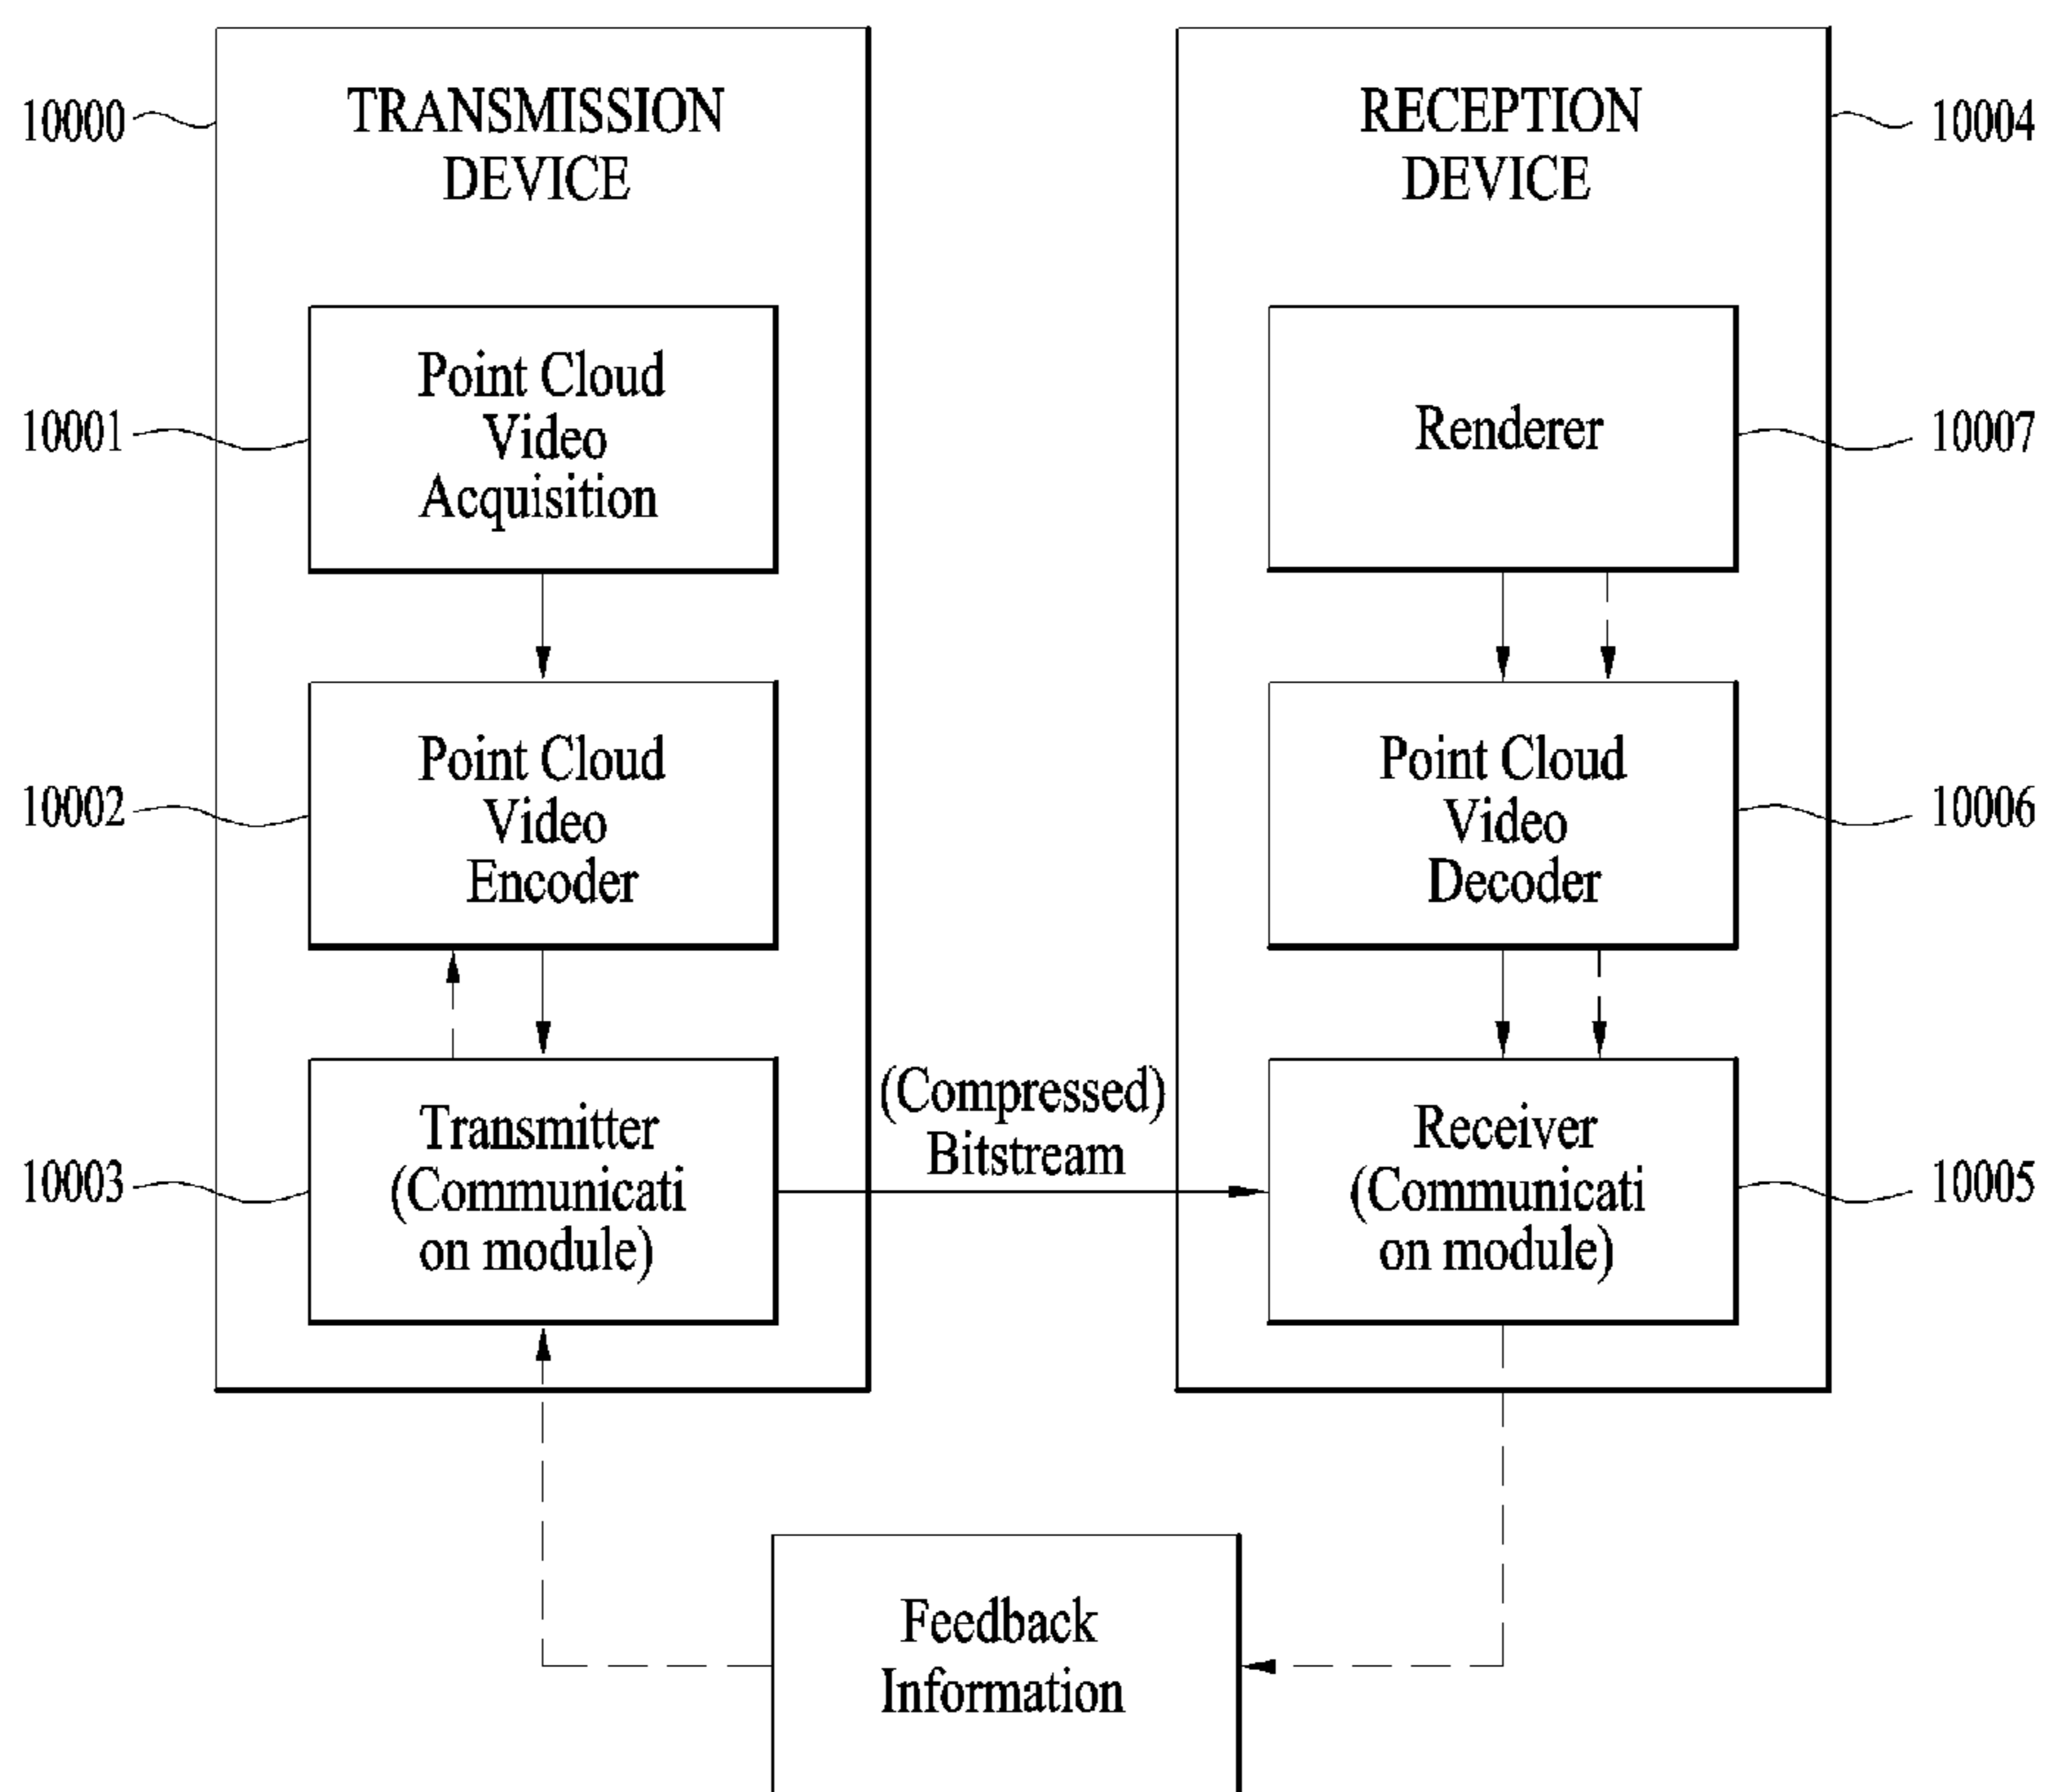 10000
TRANSMISSION
DEVICE
10001
Point Cloud
Video
Acquisition
10002
Point Cloud
Video
Encoder
10003
Transmitter
(Communicati
on module)
(Compressed)
Bitstream
RECEPTION
DEVICE
10004
Renderer
10007
Point Cloud
Video
Decoder
10006
Receiver
(Communicati
on module)
10005
Feedback
Information